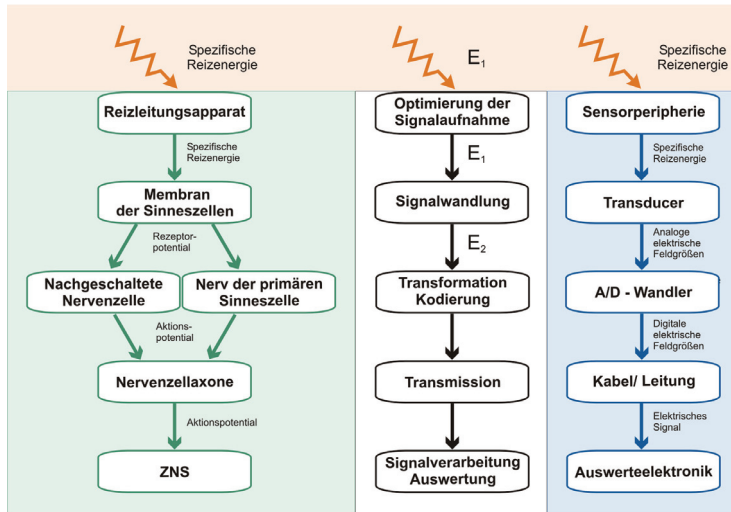 Spezifische
Reizenergie
Reizleitungsapparat
Spezifische
Reizenergie
Membran
der Sinneszellen
Rezeptor-
potential
Nachgeschaltete
Nervenzelle
Nerv der primären
Sinneszelle
Aktions-
potential
Nervenzellaxone
Aktionspotential
ZNS
E1
Optimierung der
Signalaufnahme
E1
Signalwandlung
E2
Transformation
Kodierung
Transmission
Signalverarbeitung
Auswertung
Spezifische
Reizenergie
Sensorperipherie
Spezifische
Reizenergie
Transducer
Analoge
elektrische
Feldgrößen
A/D - Wandler
Digitale
elektrische
Feldgrößen
Kabel/ Leitung
Elektrisches
Signal
Auswerteelektronik